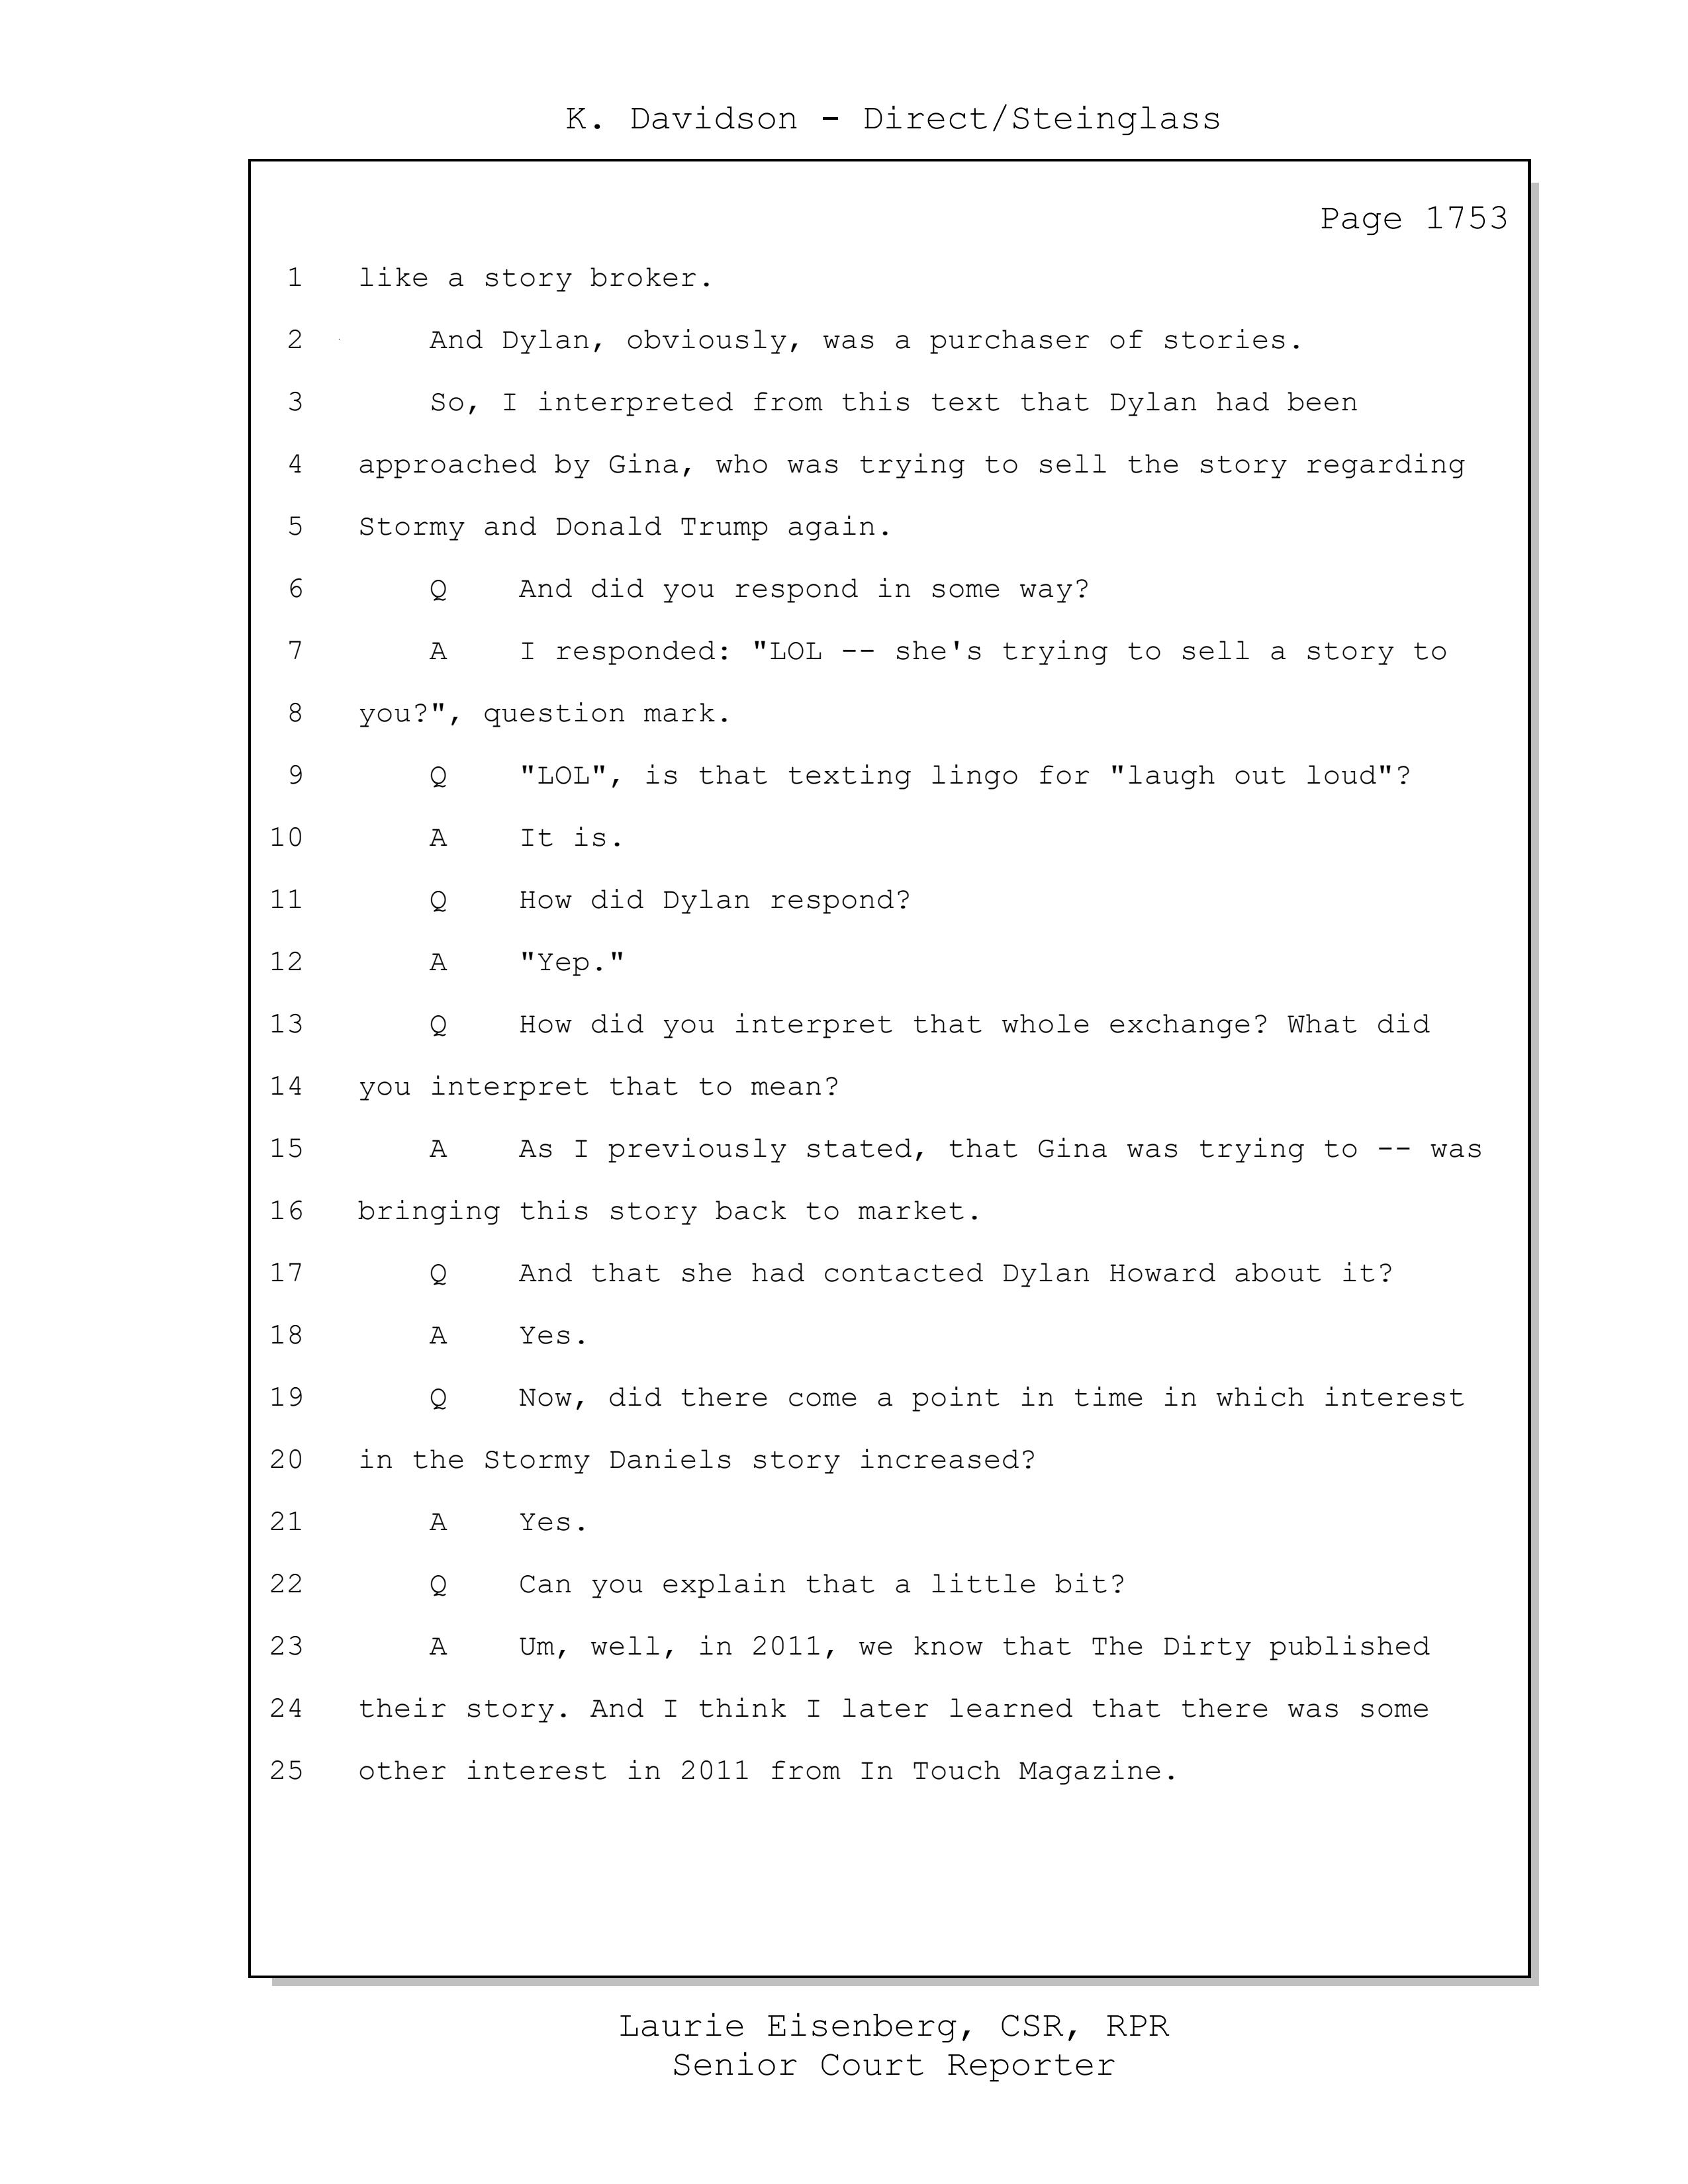 K. Davidson - Direct/Steinglass
Page 1753
1 like a story broker.
2 And Dylan, obviously, was a purchaser of stories.
3 So, I interpreted from this text that Dylan had been
4 approached by Gina, who was trying to sell the story regarding
5 Stormy and Donald Trump again.
6 Q And did you respond in some way?
7 A I responded: "LOL -- she's trying to sell a story to
8 you?", question mark.
9 Q "LOL", is that texting lingo for "laugh out loud"?
10 A It is.
11 Q How did Dylan respond?
12 A "Yep."
13 Q How did you interpret that whole exchange? What did
14 you interpret that to mean?
15 A As I previously stated, that Gina was trying to -- was
16 bringing this story back to market.
17 Q And that she had contacted Dylan Howard about it?
18 A Yes.
19 Q Now, did there come a point in time in which interest
20 in the Stormy Daniels story increased?
21 A Yes.
22 Q Can you explain that a little bit?
23 A Um, well, in 2011, we know that The Dirty published
24 their story. And I think I later learned that there was some
25 other interest in 2011 from In Touch Magazine.
Laurie Eisenberg, CSR, RPR
Senior Court Reporter